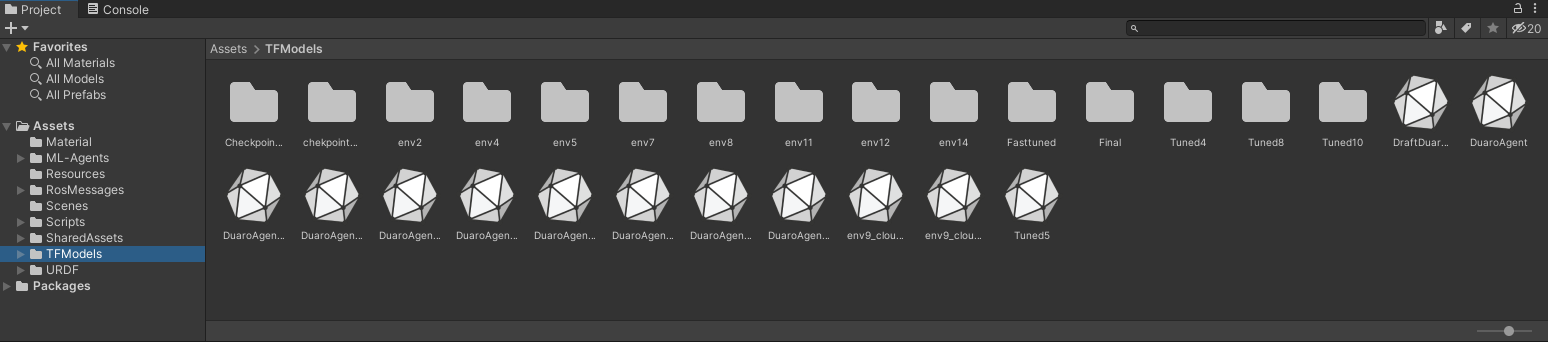 Project
Console
20
Favorites
All Materials
All Models
All Prefabs
Assets
Material
ML-Agents
Resources
RosMessages
Scenes
Scripts
SharedAssets
TFModels
URDF
Packages
Assets > TFModels
Checkpoin... chekpoint... env2 env4 env5 env7 env8 env11 env12 env14 Fasttuned Final Tuned4 Tuned8 Tuned10 DraftDuar... DuaroAgent
DuaroAgen... DuaroAgen... DuaroAgen... DuaroAgen... DuaroAgen... DuaroAgen... DuaroAgen... DuaroAgen... env9_clou... env9_clou... Tuned5